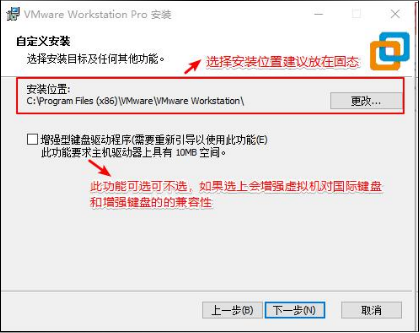 VMware Workstation Pro 安装
自定义安装
选择安装目标及任何其他功能。
选择安装位置建议放在固态
安装位置:
C:\Program Files (x86)\VMware\VMware Workstation\
更改...
增强型键盘驱动程序(需要重新引导以使用此功能(E)
此功能要求主机驱动器上具有 10MB 空间。
此功能可选可不选，如果选上会增强虚拟机对国际键盘
和增强键盘的的兼容性
上一步(B) 下一步(N) 取消